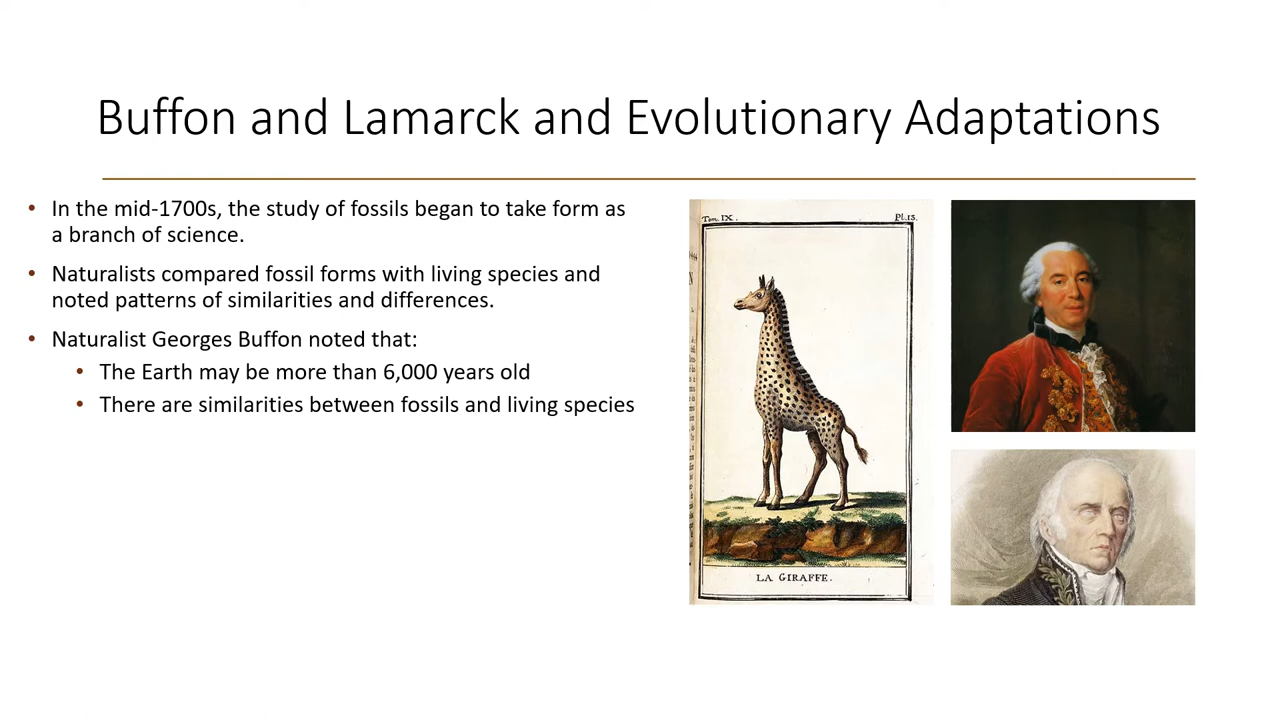 Buffon and Lamarck and Evolutionary Adaptations
• In the mid-1700s, the study of fossils began to take form as
a branch of science.
• Naturalists compared fossil forms with living species and
noted patterns of similarities and differences.
• Naturalist Georges Buffon noted that:
• The Earth may be more than 6,000 years old
• There are similarities between fossils and living species
Tom. IX.
Pl.13.
LA GIRAFFE.